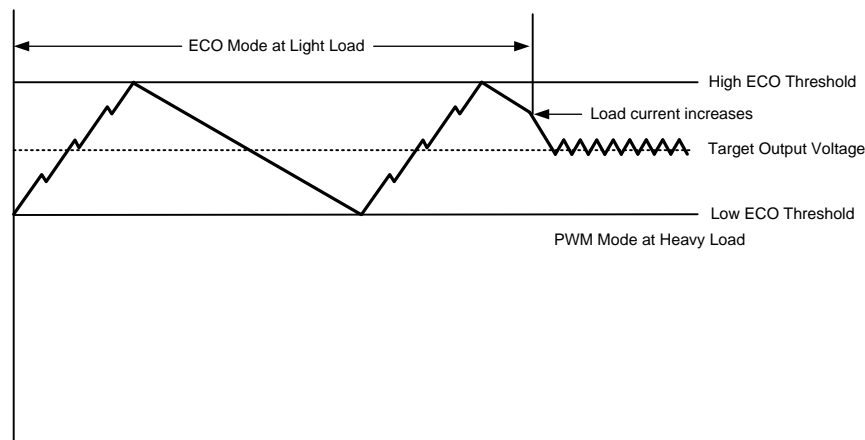 ECO Mode at Light Load
High ECO Threshold
Load current increases
Target Output Voltage
Low ECO Threshold
PWM Mode at Heavy Load